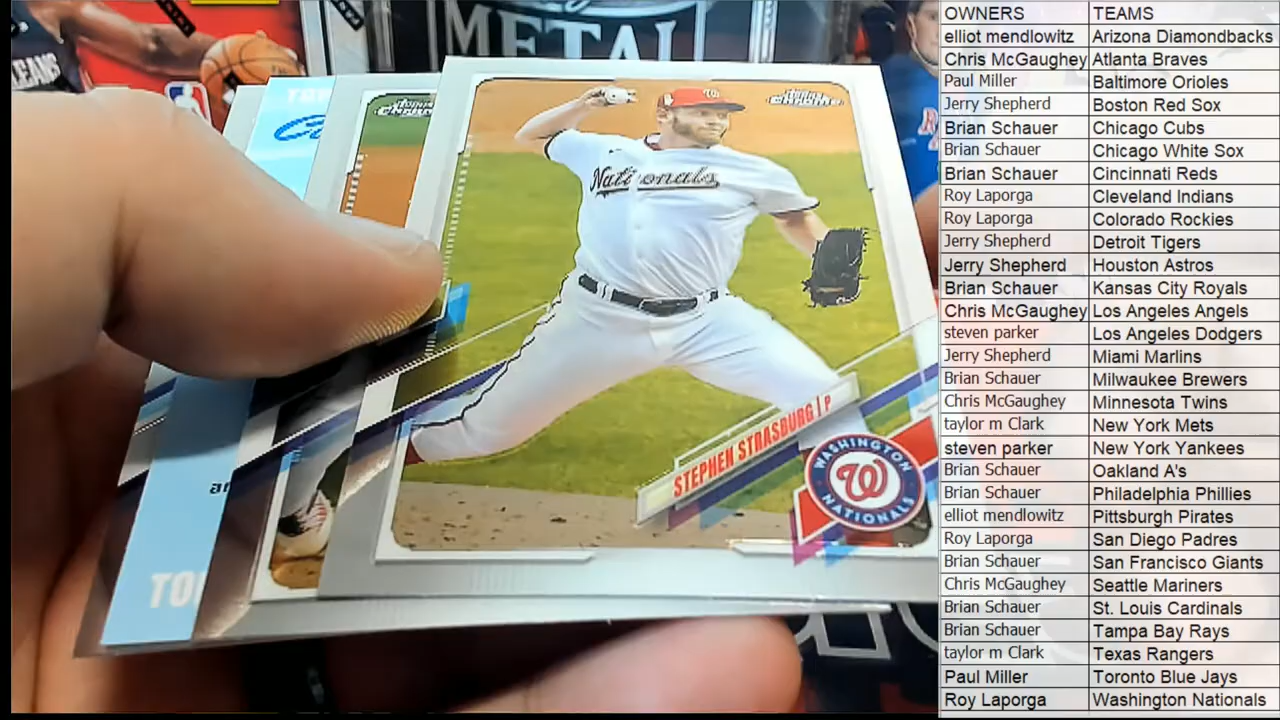 METAL
EANS
Topps
CHROME
Topps
CHROME
W
Nationals
STEPHEN STRASBURG | P
WASHINGTON
W
NATIONALS
OWNERS TEAMS
elliot mendlowitz Arizona Diamondbacks
Chris McGaughey Atlanta Braves
Paul Miller Baltimore Orioles
Jerry Shepherd Boston Red Sox
Brian Schauer Chicago Cubs
Brian Schauer Chicago White Sox
Brian Schauer Cincinnati Reds
Roy Laporga Cleveland Indians
Roy Laporga Colorado Rockies
Jerry Shepherd Detroit Tigers
Jerry Shepherd Houston Astros
Brian Schauer Kansas City Royals
Chris McGaughey Los Angeles Angels
steven parker Los Angeles Dodgers
Jerry Shepherd Miami Marlins
Brian Schauer Milwaukee Brewers
Chris McGaughey Minnesota Twins
taylor m Clark New York Mets
steven parker New York Yankees
Brian Schauer Oakland A's
Brian Schauer Philadelphia Phillies
elliot mendlowitz Pittsburgh Pirates
Roy Laporga San Diego Padres
Brian Schauer San Francisco Giants
Chris McGaughey Seattle Mariners
Brian Schauer St. Louis Cardinals
Brian Schauer Tampa Bay Rays
taylor m Clark Texas Rangers
Paul Miller Toronto Blue Jays
Roy Laporga Washington Nationals